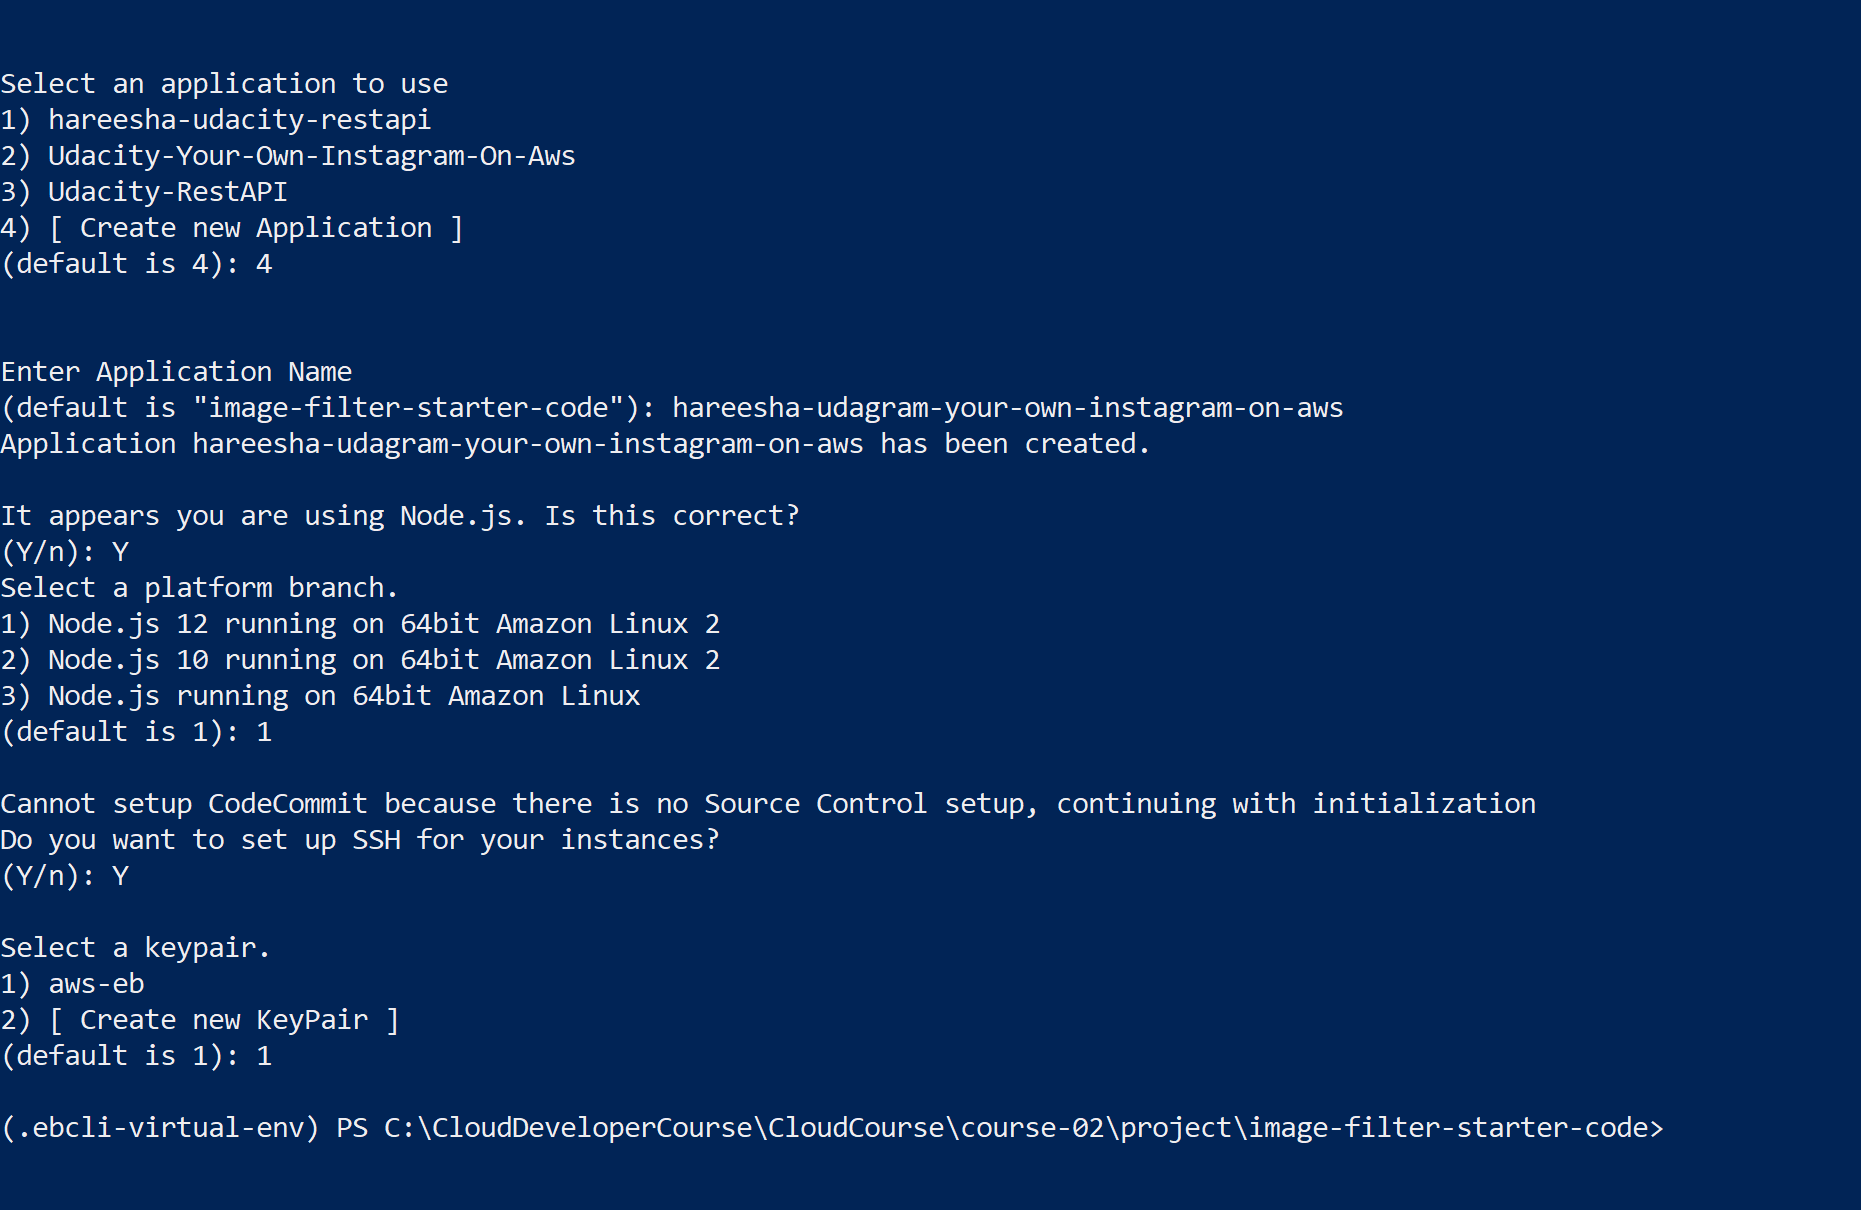 Select an application to use
1) hareesha-udacity-restapi
2) Udacity-Your-Own-Instagram-On-Aws
3) Udacity-RestAPI
4) [ Create new Application ]
(default is 4): 4
Enter Application Name
(default is "image-filter-starter-code"): hareesha-udagram-your-own-instagram-on-aws
Application hareesha-udagram-your-own-instagram-on-aws has been created.
It appears you are using Node.js. Is this correct?
(Y/n): Y
Select a platform branch.
1) Node.js 12 running on 64bit Amazon Linux 2
2) Node.js 10 running on 64bit Amazon Linux 2
3) Node.js running on 64bit Amazon Linux
(default is 1): 1
Cannot setup CodeCommit because there is no Source Control setup, continuing with initialization
Do you want to set up SSH for your instances?
(Y/n): Y
Select a keypair.
1) aws-eb
2) [ Create new KeyPair ]
(default is 1): 1
(.ebcli-virtual-env) PS C:\CloudDeveloperCourse\CloudCourse\course-02\project\image-filter-starter-code>